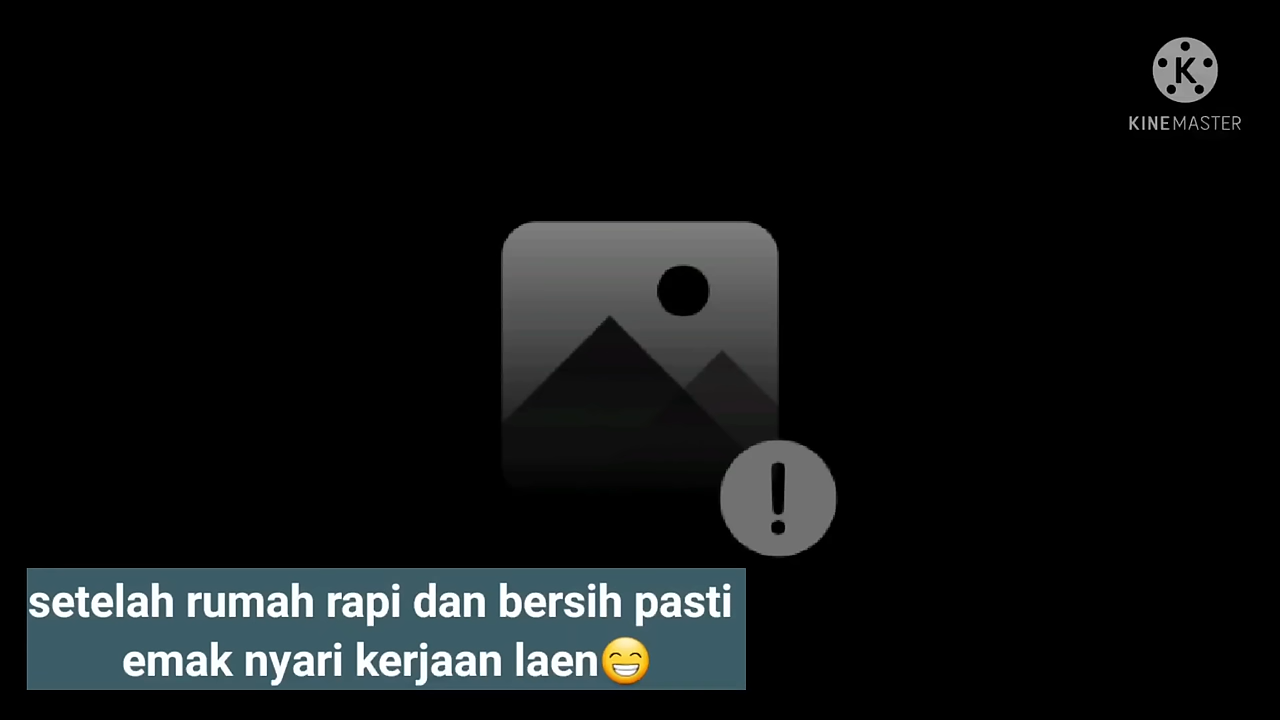 KINEMASTER
setelah rumah rapi dan bersih pasti
emak nyari kerjaan laen😁